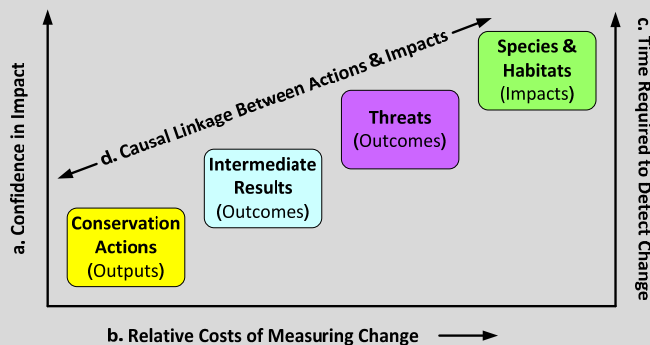 a. Confidence in Impact
d. Causal Linkage Between Actions & Impacts
Species &
Habitats
(Impacts)
Threats
(Outcomes)
Intermediate
Results
(Outcomes)
Conservation
Actions
(Outputs)
c. Time Required to Detect Change
b. Relative Costs of Measuring Change